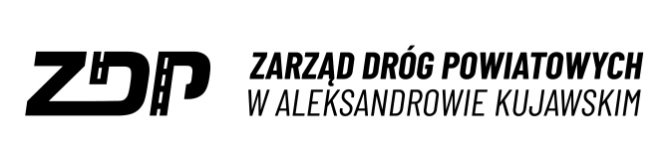 ZDP
ZARZĄD DRÓG POWIATOWYCH
W ALEKSANDROWIE KUJAWSKIM